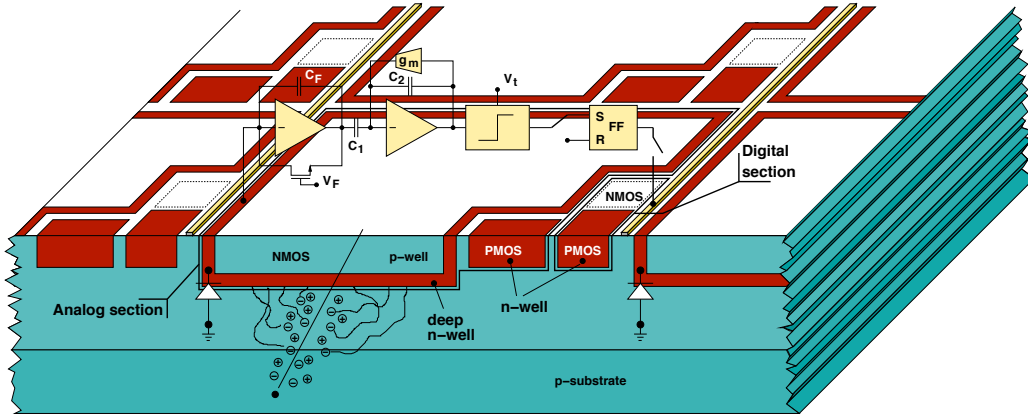 g_m
C_F
C_2
V_t
C_1
S
FF
R
V_F
Digital
section
NMOS
NMOS
p-well
PMOS
PMOS
n-well
Analog section
deep
n-well
p-substrate